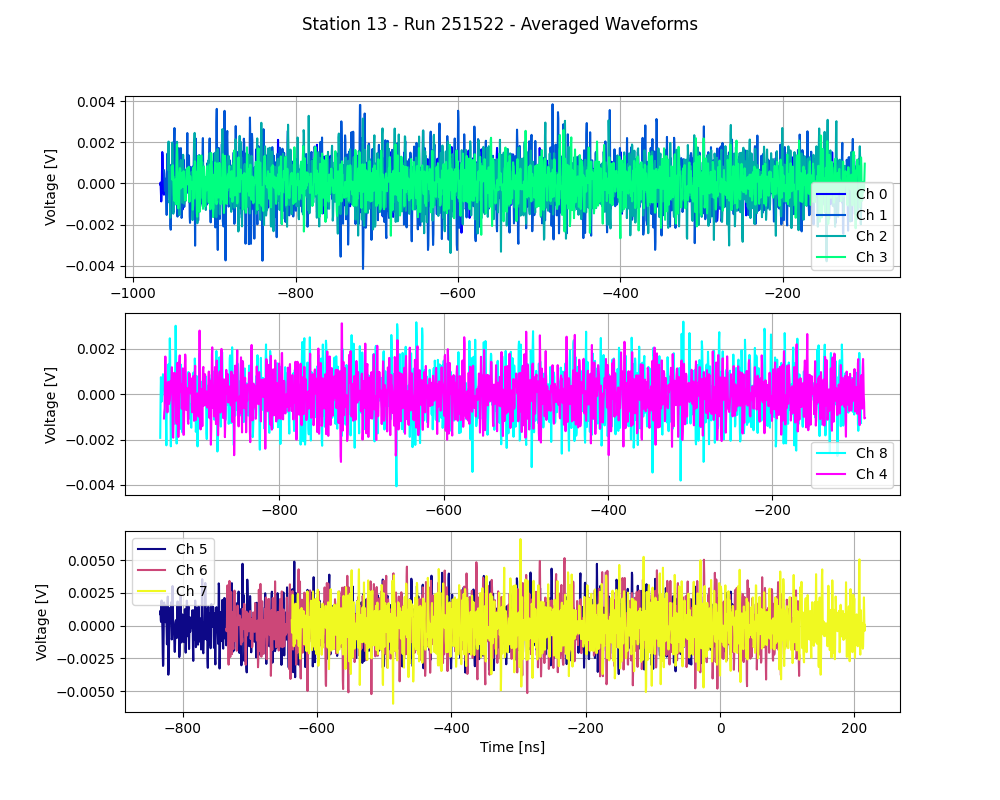 Station 13 - Run 251522 - Averaged Waveforms
0.004
0.002
0.000
−0.002
−0.004
Voltage [V]
Ch 0
Ch 1
Ch 2
Ch 3
−1000 −800 −600 −400 −200
0.002
0.000
−0.002
−0.004
Voltage [V]
Ch 8
Ch 4
−800 −600 −400 −200
0.0050
0.0025
0.0000
−0.0025
−0.0050
Voltage [V]
Ch 5
Ch 6
Ch 7
−800 −600 −400 −200 0 200
Time [ns]